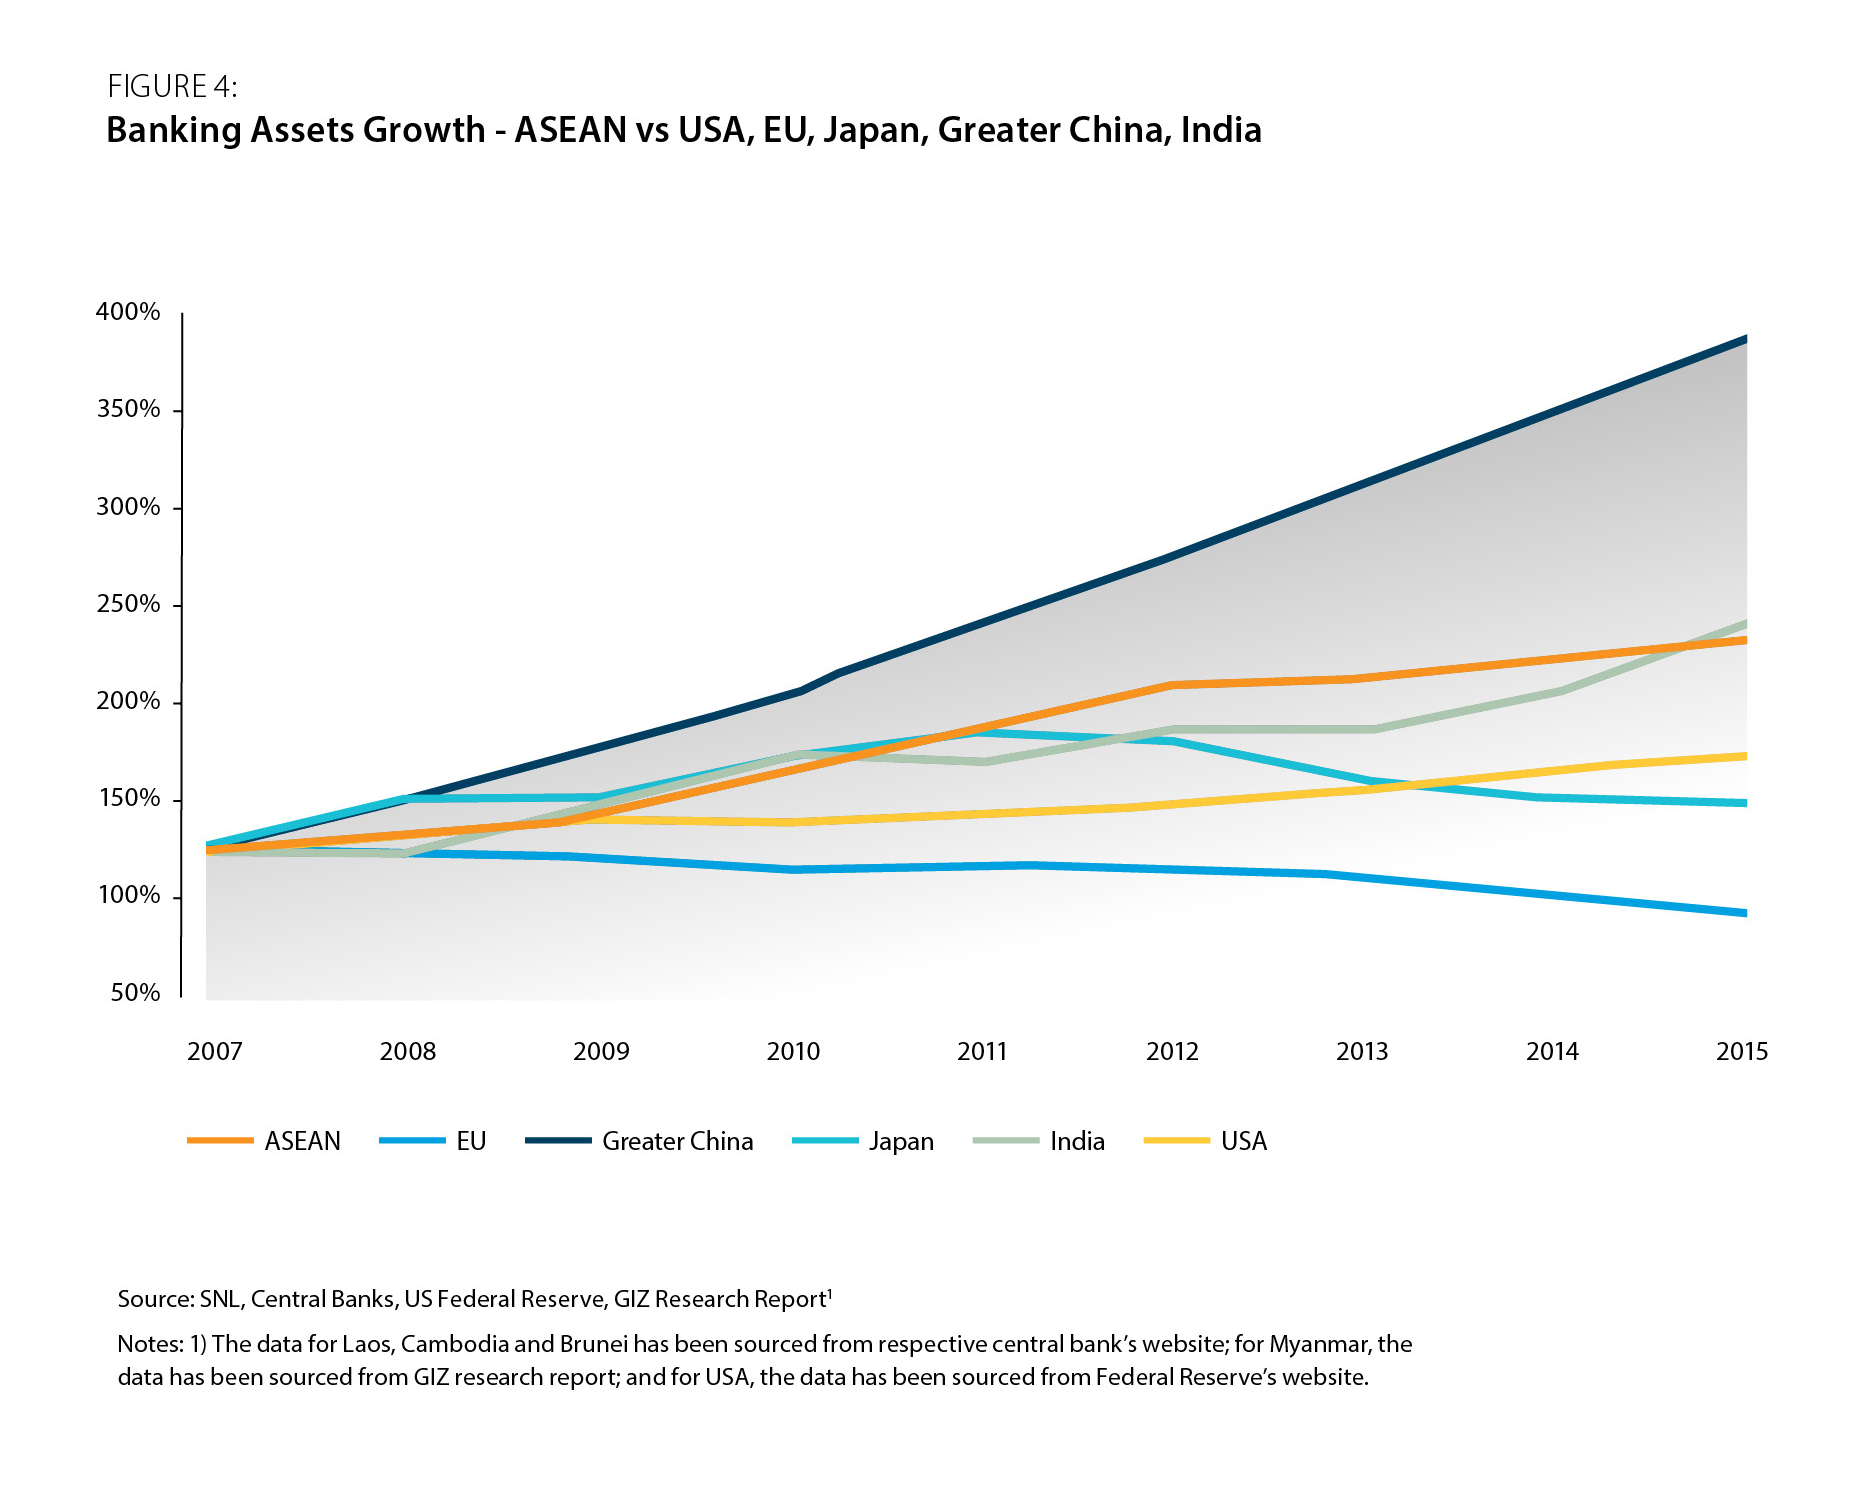 FIGURE 4:
Banking Assets Growth - ASEAN vs USA, EU, Japan, Greater China, India
400%
350%
300%
250%
200%
150%
100%
50%
2007 2008 2009 2010 2011 2012 2013 2014 2015
ASEAN EU Greater China Japan India USA
Source: SNL, Central Banks, US Federal Reserve, GIZ Research Report¹
Notes: 1) The data for Laos, Cambodia and Brunei has been sourced from respective central bank’s website; for Myanmar, the
data has been sourced from GIZ research report; and for USA, the data has been sourced from Federal Reserve’s website.